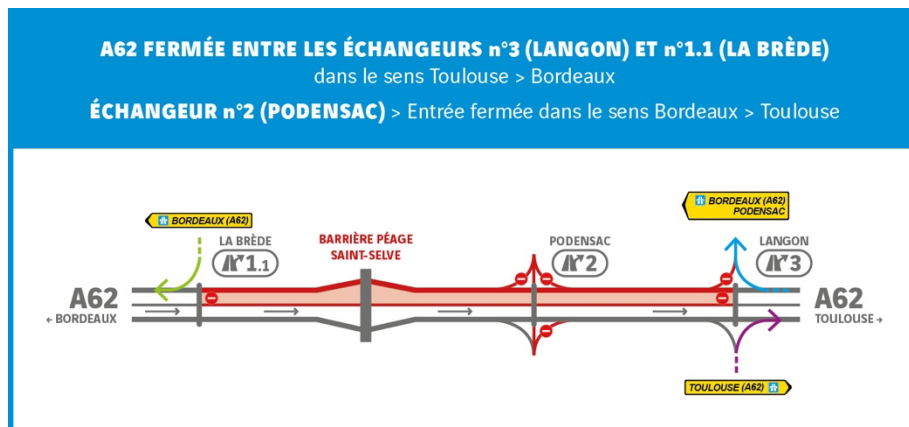 A62 FERMÉE ENTRE LES ÉCHANGEURS n°3 (LANGON) ET n°1.1 (LA BRÈDE)
dans le sens Toulouse > Bordeaux
ÉCHANGEUR n°2 (PODENSAC) > Entrée fermée dans le sens Bordeaux > Toulouse
BORDEAUX (A62)
BORDEAUX (A62)
PODENSAC
LA BRÈDE
1.1
BARRIÈRE PÉAGE
SAINT-SELVE
PODENSAC
2
LANGON
3
A62
← BORDEAUX
A62
TOULOUSE →
TOULOUSE (A62)